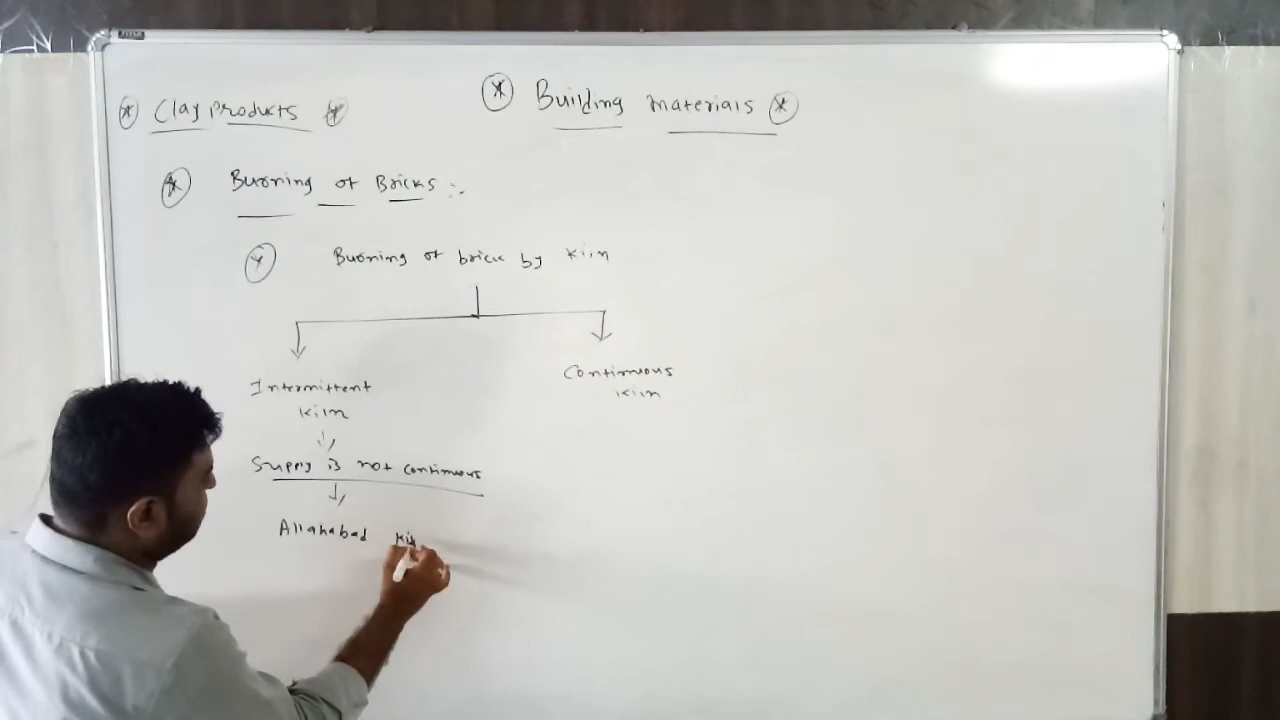 Building materials
Clay products
Burning of Bricks :-
Burning of brick by kiln
Intermittent
kiln
Continuous
kiln
Supply is not continuous
Allahabad kil